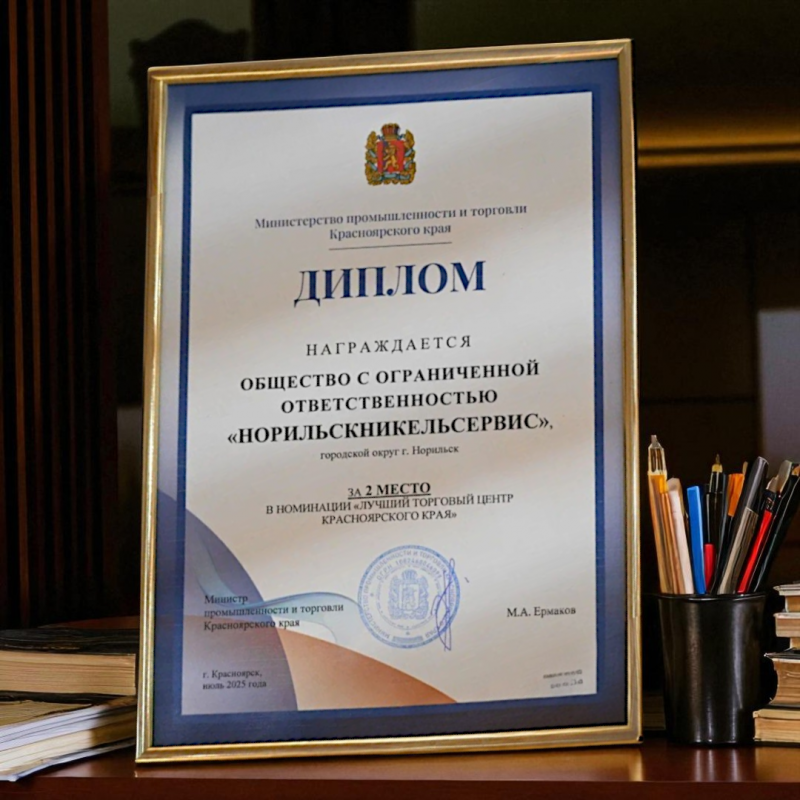 Министерство промышленности и торговли
Красноярского края
ДИПЛОМ
НАГРАЖДАЕТСЯ
ОБЩЕСТВО С ОГРАНИЧЕННОЙ
ОТВЕТСТВЕННОСТЬЮ
«НОРИЛЬСКНИКЕЛЬСЕРВИС»,
городской округ г. Норильск
ЗА 2 МЕСТО
В НОМИНАЦИИ «ЛУЧШИЙ ТОРГОВЫЙ ЦЕНТР
КРАСНОЯРСКОГО КРАЯ»
Министр
промышленности и торговли
Красноярского края
М.А. Ермаков
г. Красноярск,
июль 2025 года